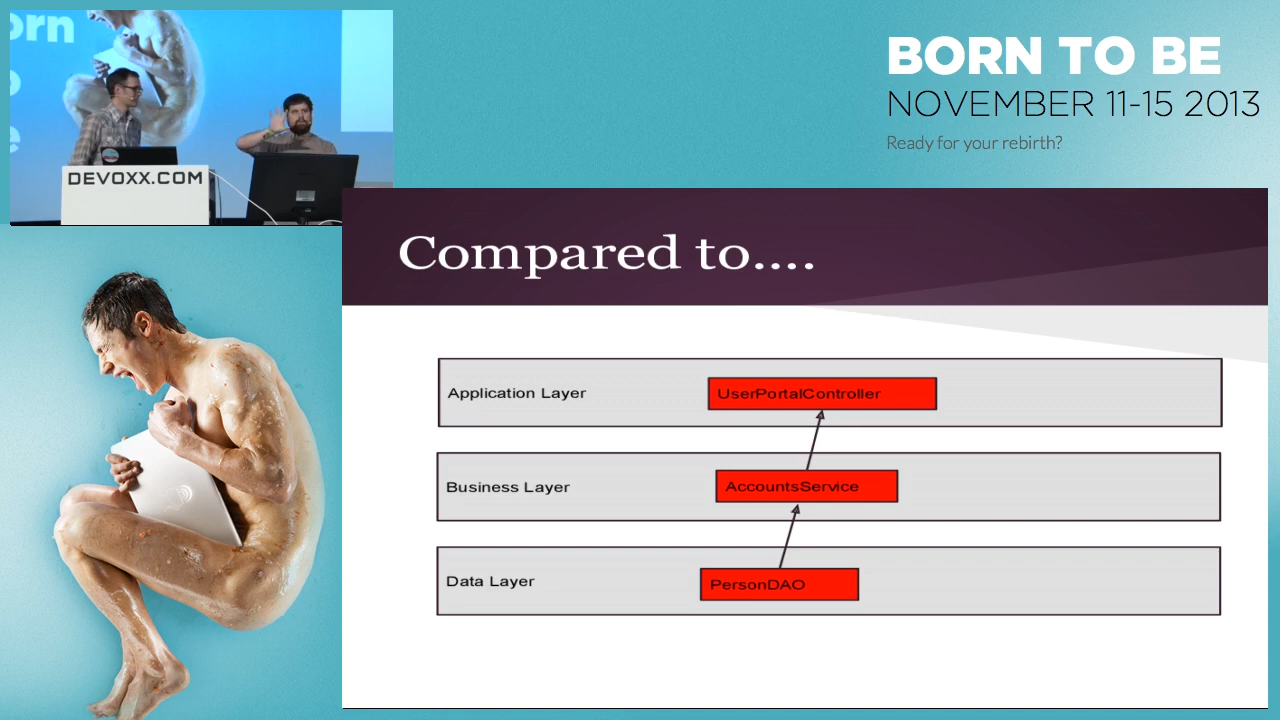 orn
DEVOXX.COM
BORN TO BE
NOVEMBER 11-15 2013
Ready for your rebirth?
Compared to....
Application Layer
UserPortalController
Business Layer
AccountsService
Data Layer
PersonDAO